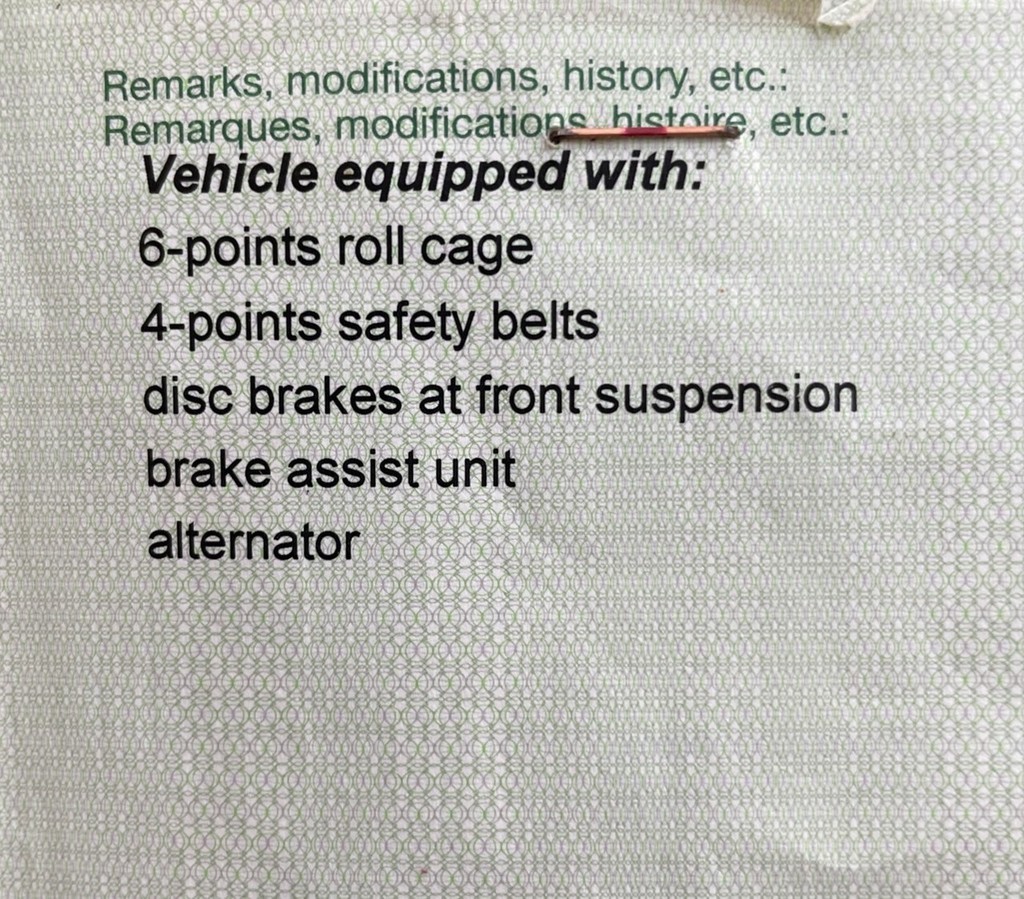 Remarks, modifications, history, etc.:
Remarques, modifications, histoire, etc.:
Vehicle equipped with:
6-points roll cage
4-points safety belts
disc brakes at front suspension
brake assist unit
alternator